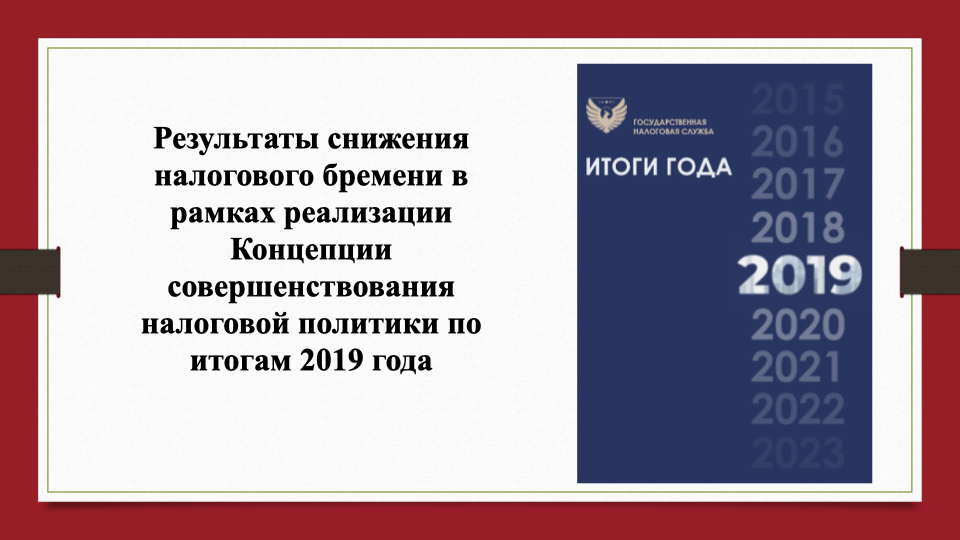 Результаты снижения
налогового бремени в
рамках реализации
Концепции
совершенствования
налоговой политики по
итогам 2019 года
ГОСУДАРСТВЕННАЯ
НАЛОГОВАЯ СЛУЖБА
ИТОГИ ГОДА
2015
2016
2017
2018
2019
2020
2021
2022
2023